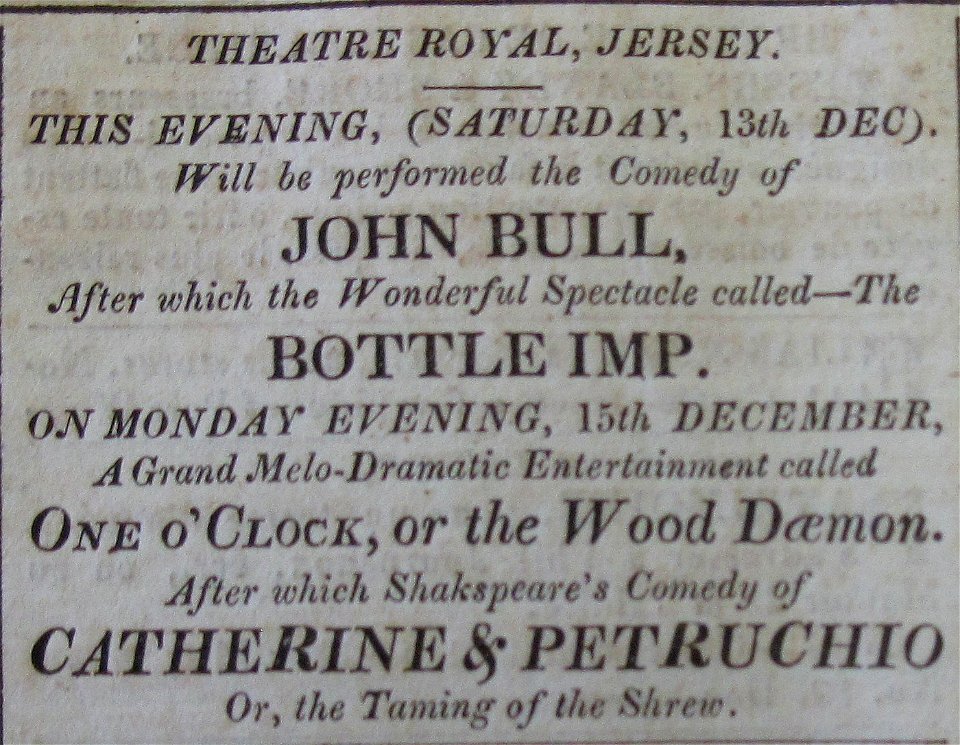 THEATRE ROYAL, JERSEY.
THIS EVENING, (SATURDAY, 13th DEC).
Will be performed the Comedy of
JOHN BULL,
After which the Wonderful Spectacle called—The
BOTTLE IMP.
ON MONDAY EVENING, 15th DECEMBER,
A Grand Melo-Dramatic Entertainment called
ONE O'CLOCK, or the Wood Dæmon.
After which Shakspeare's Comedy of
CATHERINE & PETRUCHIO
Or, the Taming of the Shrew.